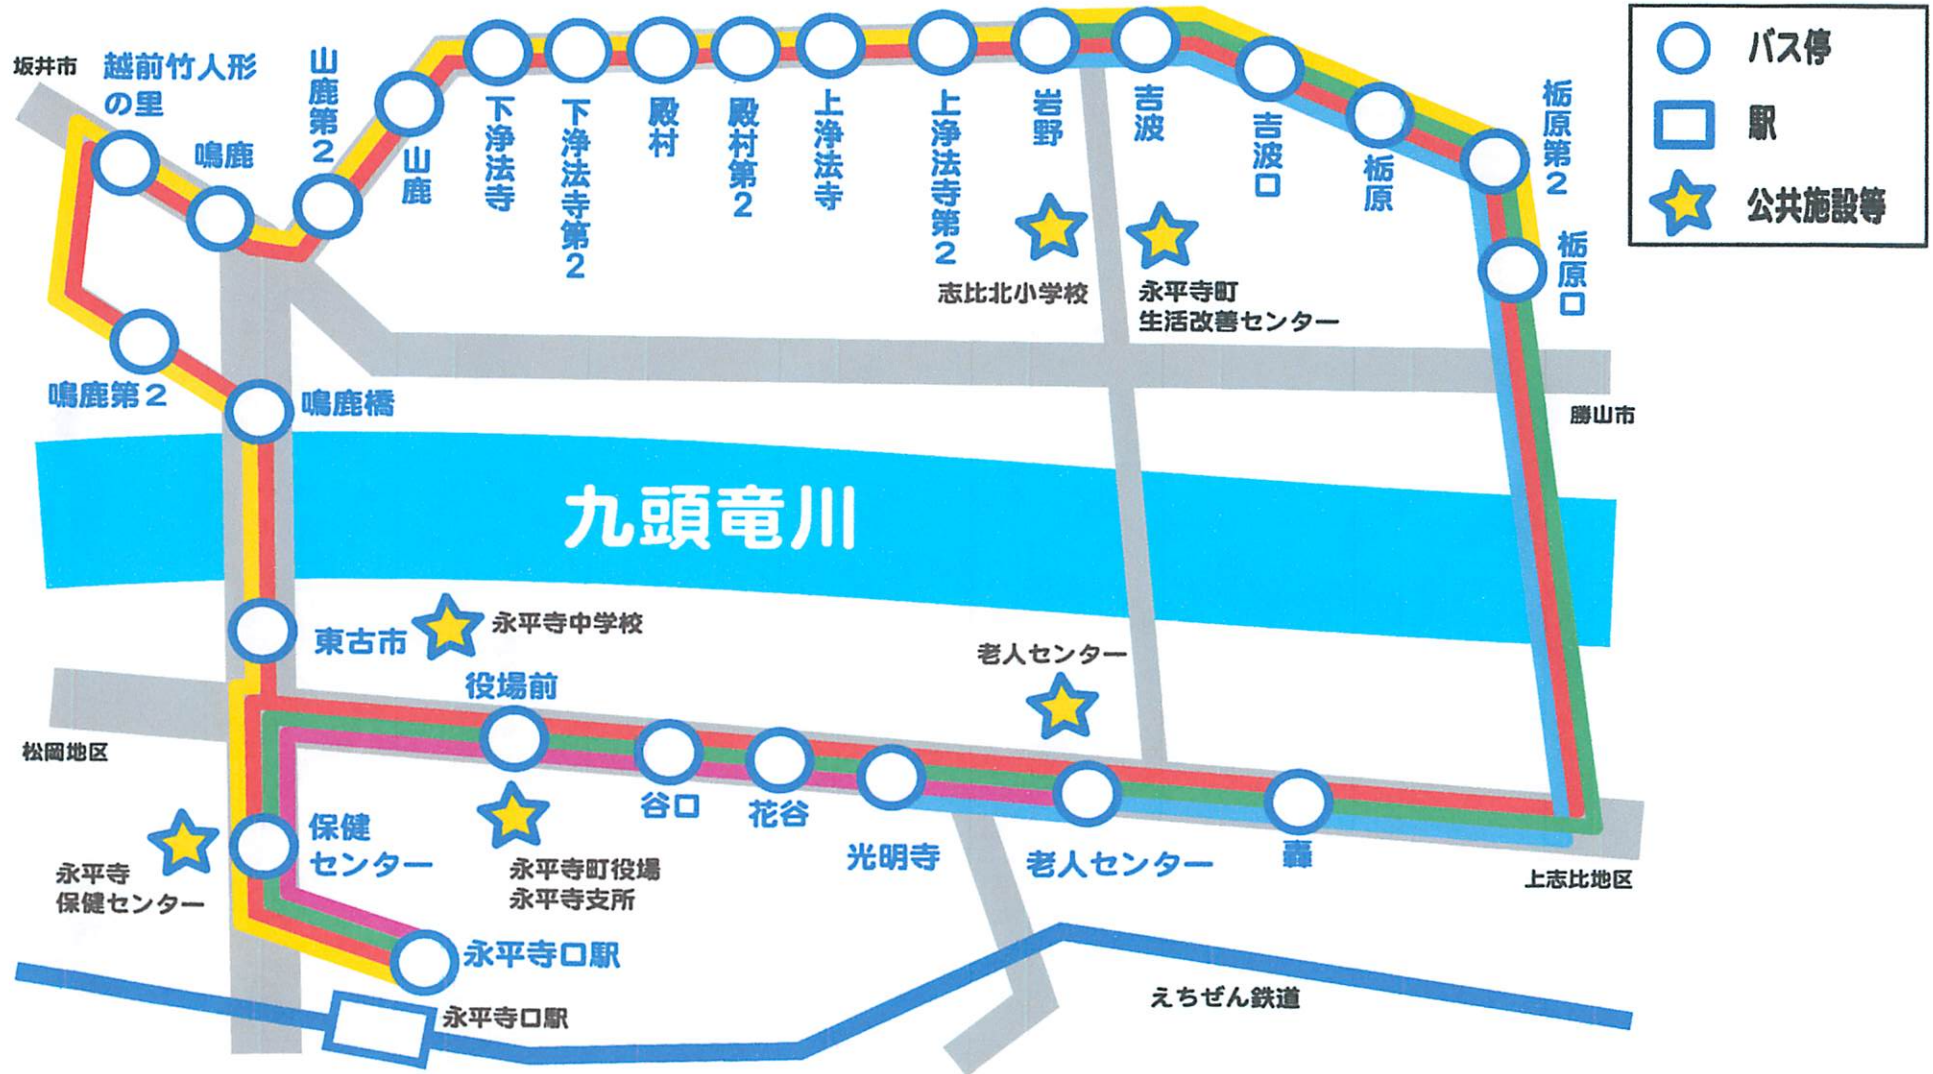 坂井市
越前竹人形
の里
鳴鹿
山鹿第2
山鹿
下浄法寺
下浄法寺第2
殿村
殿村第2
上浄法寺
上浄法寺第2
岩野
吉波
吉波口
栃原
栃原第2
栃原口
バス停
駅
公共施設等
志比北小学校
永平寺町
生活改善センター
鳴鹿第2
鳴鹿橋
勝山市
九頭竜川
東古市
永平寺中学校
老人センター
役場前
松岡地区
谷口
花谷
光明寺
老人センター
轟
上志比地区
保健
センター
永平寺
保健センター
永平寺町役場
永平寺支所
永平寺口駅
永平寺口駅
えちぜん鉄道